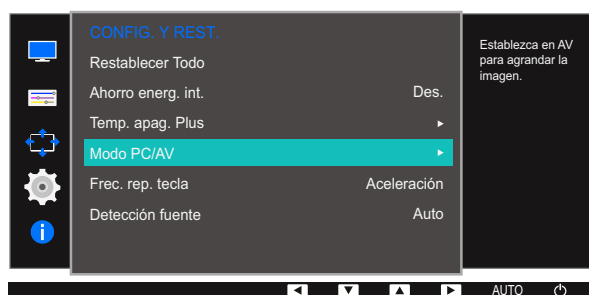 CONFIG. Y REST.
Restablecer Todo
Ahorro energ. int. Des.
Temp. apag. Plus
Modo PC/AV
Frec. rep. tecla Aceleración
Detección fuente Auto
Establezca en AV
para agrandar la
imagen.
AUTO